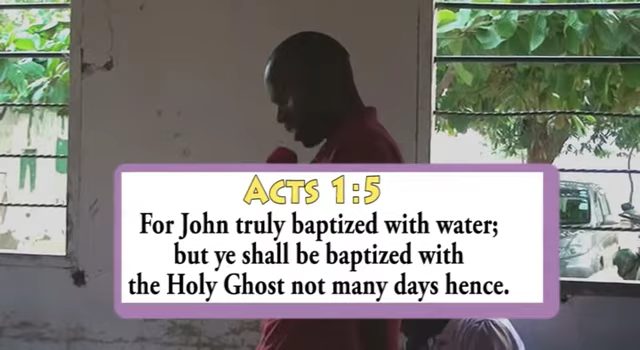 Acts 1:5
For John truly baptized with water;
but ye shall be baptized with
the Holy Ghost not many days hence.